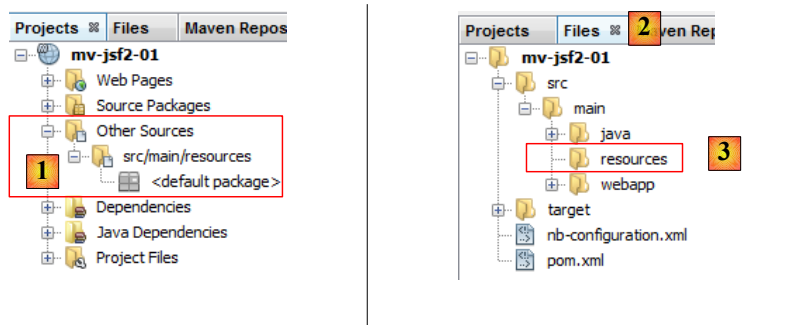 Projects Files Maven Repos
mv-jsf2-01
Web Pages
Source Packages
Other Sources
src/main/resources
<default package>
Dependencies
Java Dependencies
Project Files
1
Projects Files 2 ven Rep
mv-jsf2-01
src
main
java
resources
webapp
target
nb-configuration.xml
pom.xml
3